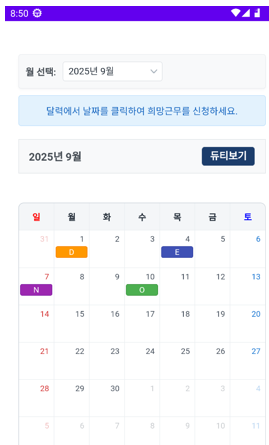 8:50
월 선택: 2025년 9월
달력에서 날짜를 클릭하여 희망근무를 신청하세요.
2025년 9월 듀티보기
일 월 화 수 목 금 토
31 1 2 3 4 5 6
D E
7 8 9 10 11 12 13
N O
14 15 16 17 18 19 20
21 22 23 24 25 26 27
28 29 30 1 2 3 4
5 6 7 8 9 10 11